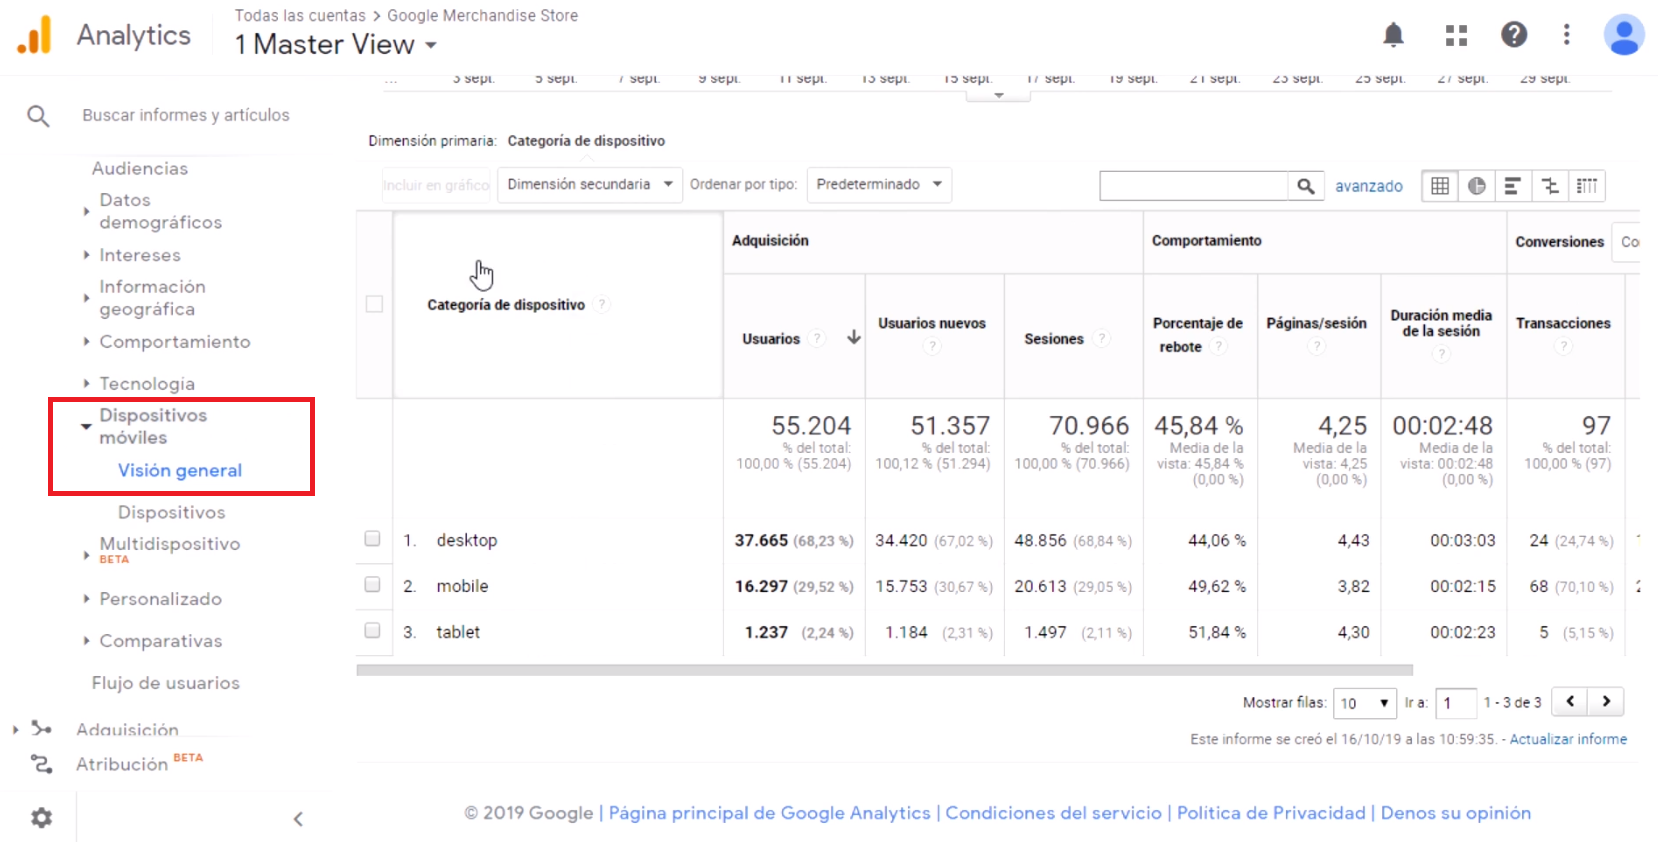 Analytics
Todas las cuentas > Google Merchandise Store
1 Master View
Buscar informes y artículos
Audiencias
Datos
demográficos
Intereses
Información
geográfica
Comportamiento
Tecnología
Dispositivos
móviles
Visión general
Dispositivos
Multidispositivo
BETA
Personalizado
Comparativas
Flujo de usuarios
Adquisición
Atribución BETA
... 3 sept. 5 sept. 7 sept. 9 sept. 11 sept. 13 sept. 15 sept. 17 sept. 19 sept. 21 sept. 23 sept. 25 sept. 27 sept. 29 sept.
Dimensión primaria: Categoría de dispositivo
Incluir en gráfico Dimensión secundaria Ordenar por tipo: Predeterminado avanzado
Adquisición Comportamiento Conversiones
Categoría de dispositivo ?
Usuarios ?
Usuarios nuevos
?
Sesiones ?
Porcentaje de
rebote ?
Páginas/sesión
?
Duración media
de la sesión
?
Transacciones
?
55.204 51.357 70.966 45,84 % 4,25 00:02:48 97
% del total: % del total: % del total: Media de la Media de la Media de la % del total:
100,00 % (55.204) 100,12 % (51.294) 100,00 % (70.966) vista: 45,84 % vista: 4,25 vista: 00:02:48 100,00 % (97)
(0,00 %) (0,00 %) (0,00 %)
1. desktop 37.665 (68,23 %) 34.420 (67,02 %) 48.856 (68,84 %) 44,06 % 4,43 00:03:03 24 (24,74 %)
2. mobile 16.297 (29,52 %) 15.753 (30,67 %) 20.613 (29,05 %) 49,62 % 3,82 00:02:15 68 (70,10 %)
3. tablet 1.237 (2,24 %) 1.184 (2,31 %) 1.497 (2,11 %) 51,84 % 4,30 00:02:23 5 (5,15 %)
Mostrar filas: 10 Ir a: 1 1 - 3 de 3
Este informe se creó el 16/10/19 a las 10:59:35. - Actualizar informe
© 2019 Google | Página principal de Google Analytics | Condiciones del servicio | Política de Privacidad | Denos su opinión